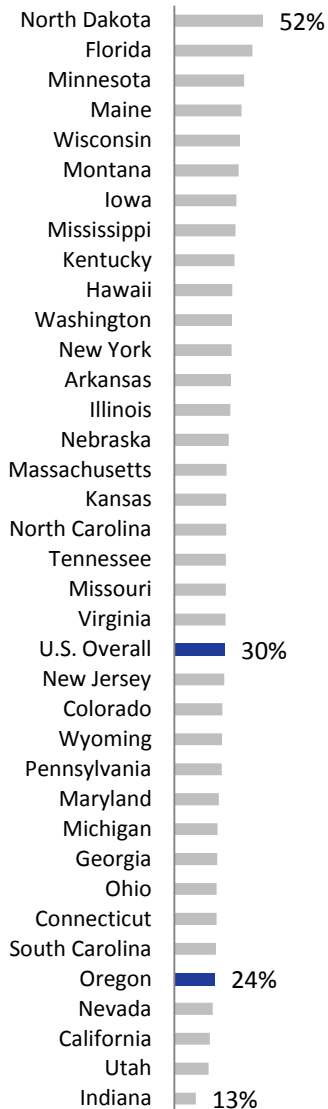 North Dakota 52%
Florida
Minnesota
Maine
Wisconsin
Montana
Iowa
Mississippi
Kentucky
Hawaii
Washington
New York
Arkansas
Illinois
Nebraska
Massachusetts
Kansas
North Carolina
Tennessee
Missouri
Virginia
U.S. Overall 30%
New Jersey
Colorado
Wyoming
Pennsylvania
Maryland
Michigan
Georgia
Ohio
Connecticut
South Carolina
Oregon 24%
Nevada
California
Utah
Indiana 13%